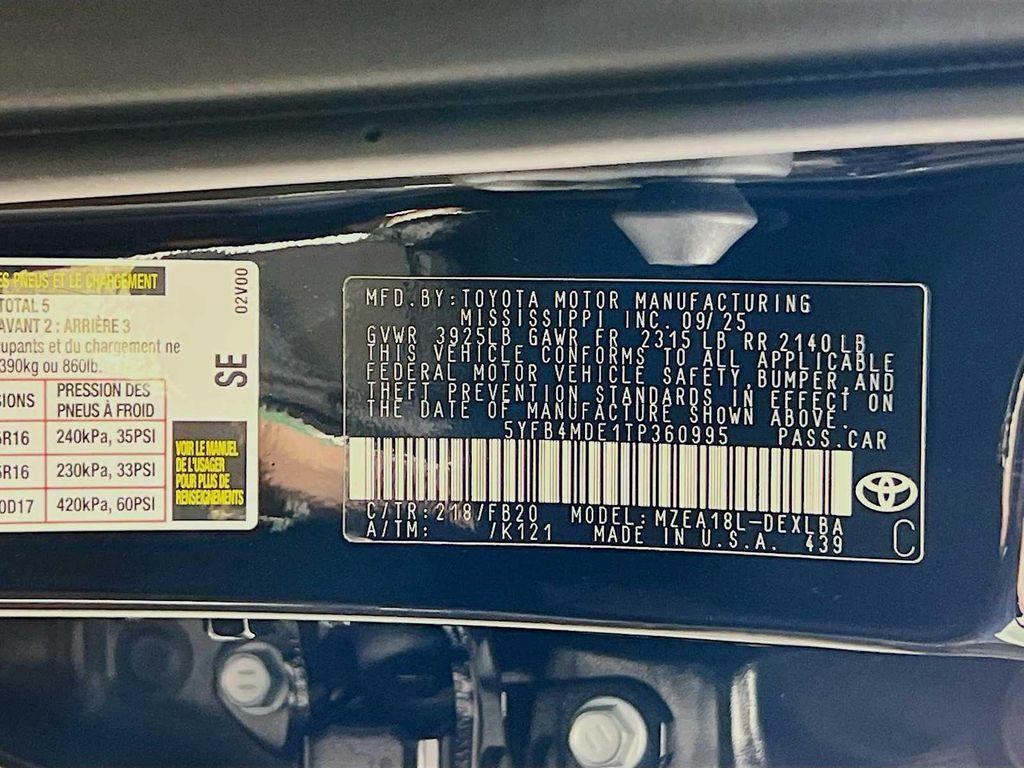 ES PNEUS ET LE CHARGEMENT
TOTAL 5
AVANT 2 : ARRIÈRE 3
upants et du chargement ne
390kg ou 860lb.
SIONS PRESSION DES PNEUS À FROID
5R16 240kPa, 35PSI
5R16 230kPa, 33PSI
0D17 420kPa, 60PSI
02V00
SE
VOIR LE MANUEL
DE L'USAGER
POUR PLUS DE
RENSEIGNEMENTS
MFD. BY: TOYOTA MOTOR MANUFACTURING
MISSISSIPPI INC. 09/25
GVWR 3925LB GAWR FR 2315 LB RR 2140 LB
THIS VEHICLE CONFORMS TO ALL APPLICABLE
FEDERAL MOTOR VEHICLE SAFETY, BUMPER, AND
THEFT PREVENTION STANDARDS IN EFFECT ON
THE DATE OF MANUFACTURE SHOWN ABOVE.
5YFB4MDE1TP360995 PASS.CAR
C/TR: 218/FB20 MODEL: MZEA18L-DEXLBA
A/TM: /K121 MADE IN U.S.A. 439
C